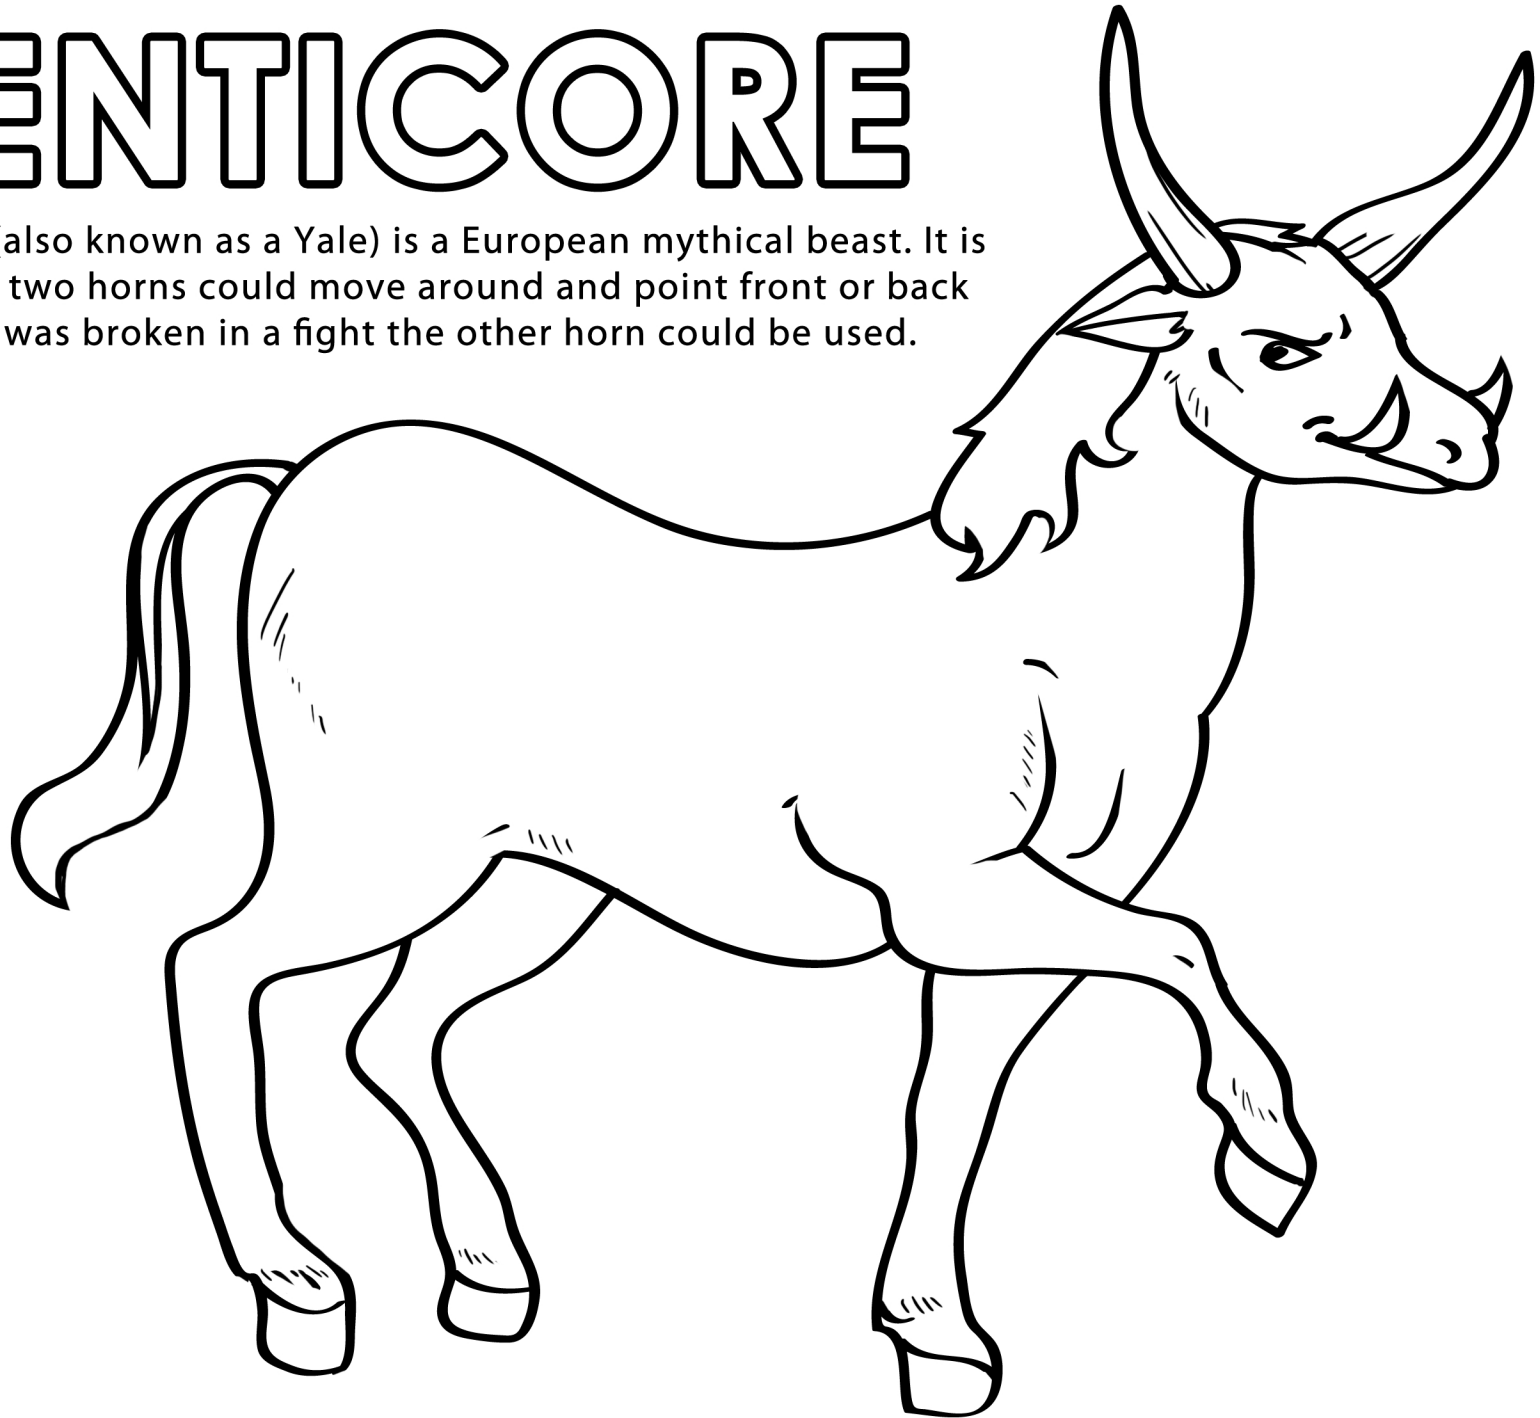 ENTICORE
(also known as a Yale) is a European mythical beast. It is
two horns could move around and point front or back
was broken in a fight the other horn could be used.